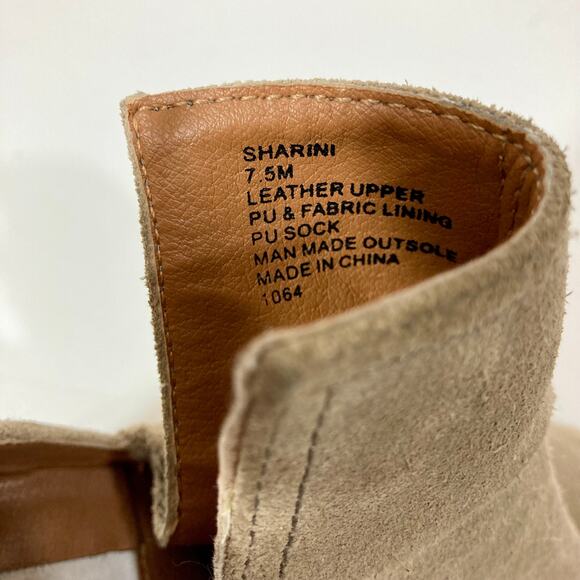 SHARINI
7.5M
LEATHER UPPER
PU & FABRIC LINING
PU SOCK
MAN MADE OUTSOLE
MADE IN CHINA
1064